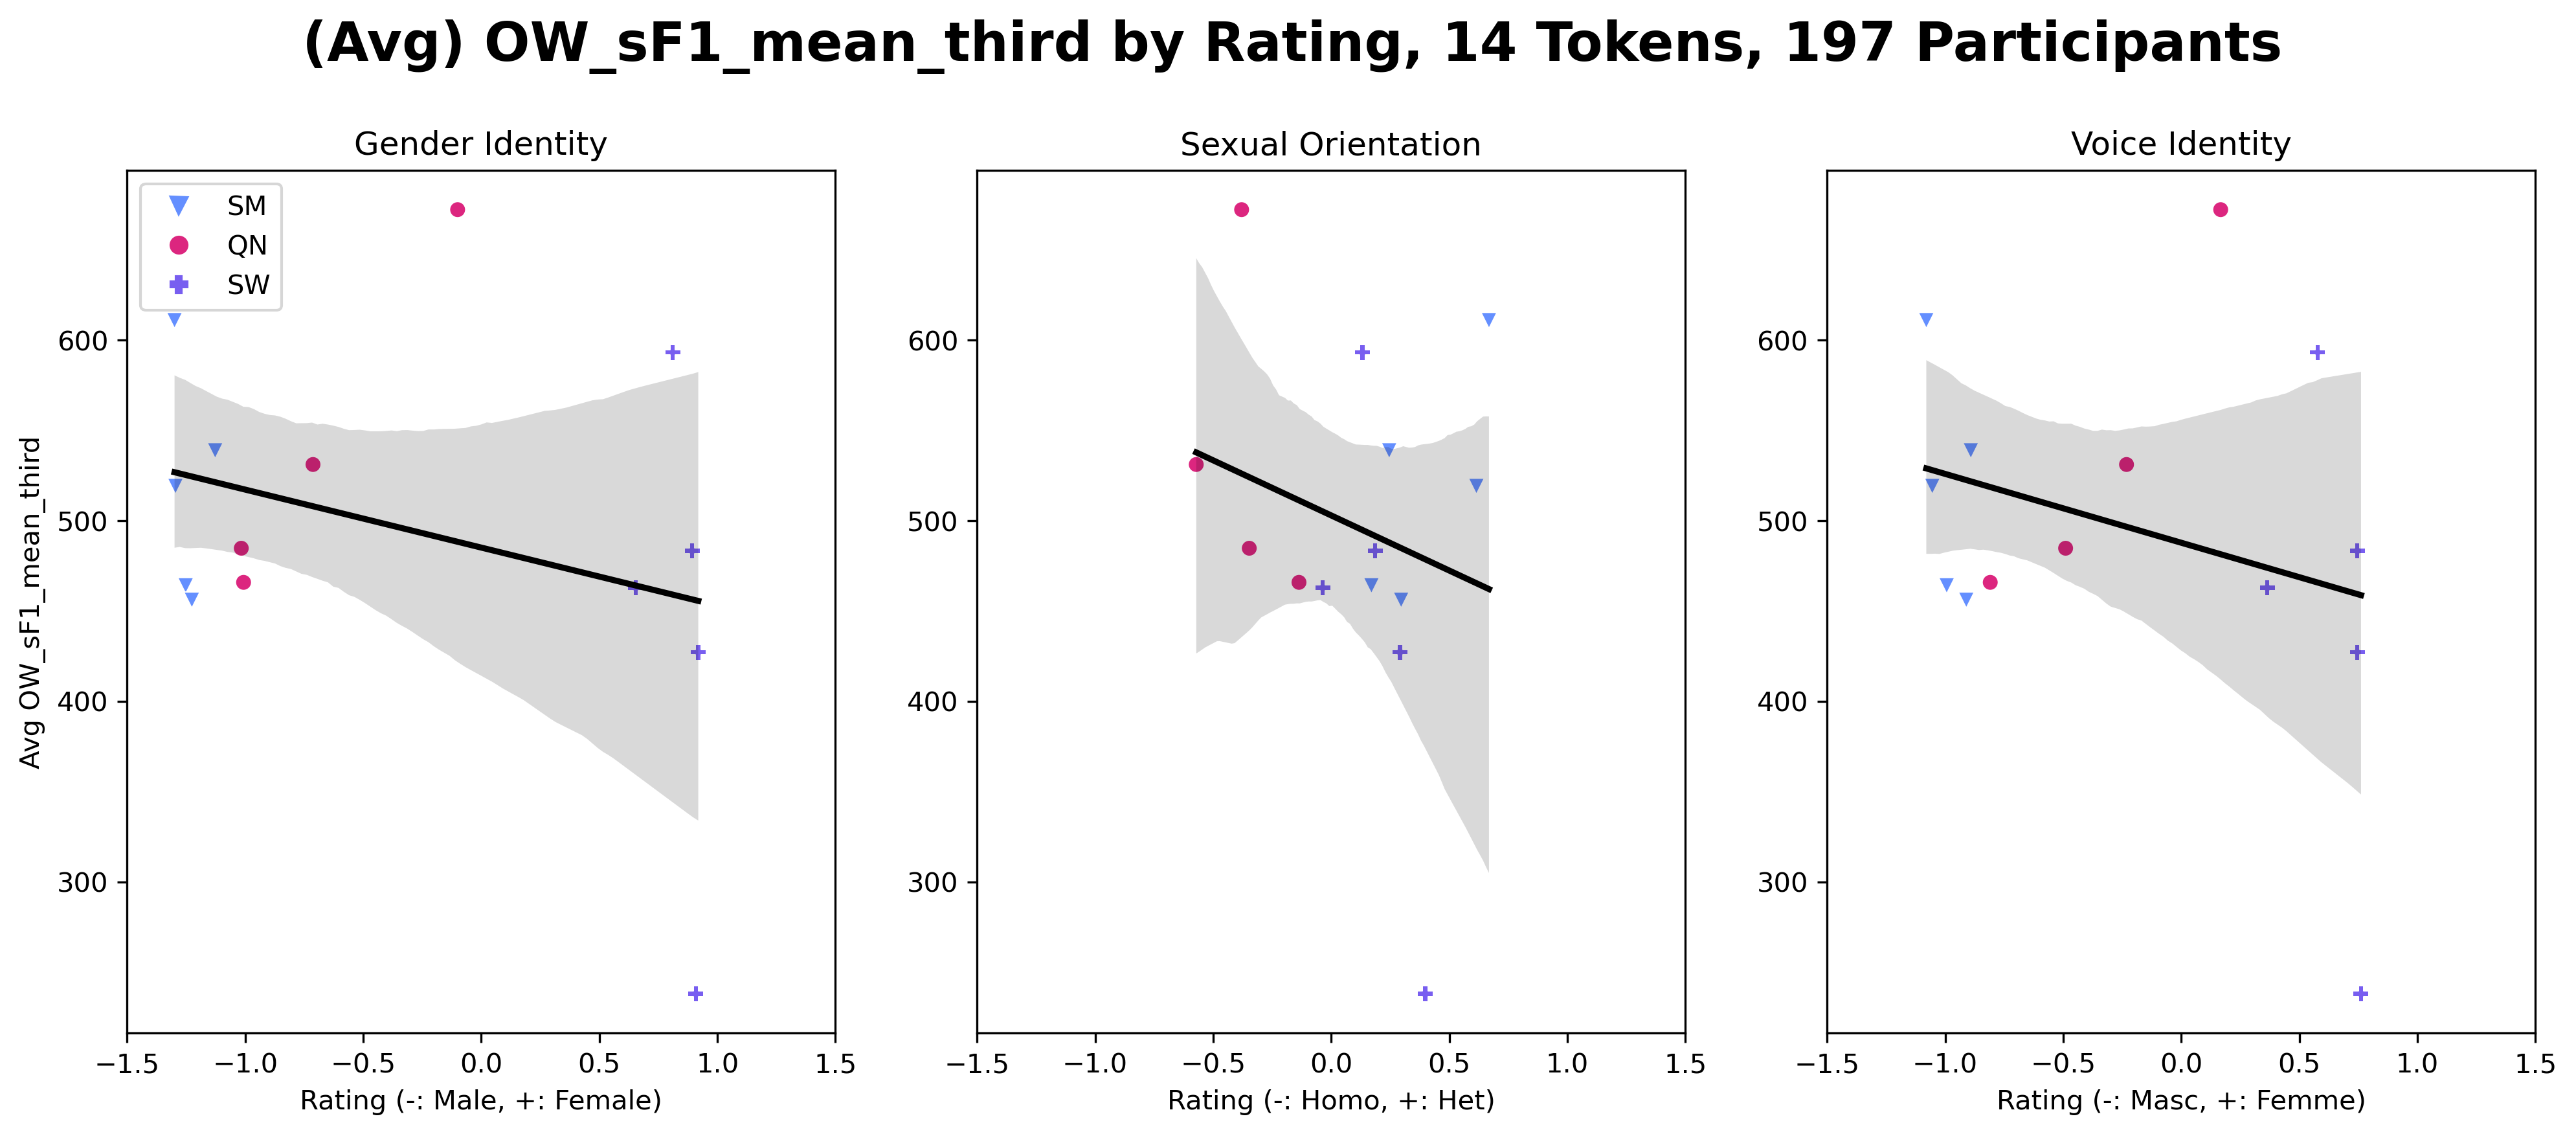 (Avg) OW_sF1_mean_third by Rating, 14 Tokens, 197 Participants
Gender Identity
SM
QN
SW
Avg OW_sF1_mean_third
600
500
400
300
−1.5 −1.0 −0.5 0.0 0.5 1.0 1.5
Rating (-: Male, +: Female)
Sexual Orientation
600
500
400
300
−1.5 −1.0 −0.5 0.0 0.5 1.0 1.5
Rating (-: Homo, +: Het)
Voice Identity
600
500
400
300
−1.5 −1.0 −0.5 0.0 0.5 1.0 1.5
Rating (-: Masc, +: Femme)